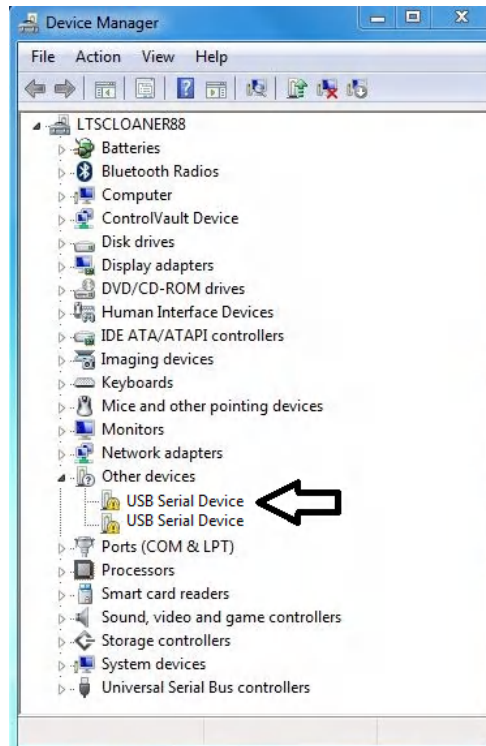 Device Manager
File Action View Help
LTSCLOANER88
Batteries
Bluetooth Radios
Computer
ControlVault Device
Disk drives
Display adapters
DVD/CD-ROM drives
Human Interface Devices
IDE ATA/ATAPI controllers
Imaging devices
Keyboards
Mice and other pointing devices
Monitors
Network adapters
Other devices
USB Serial Device
USB Serial Device
Ports (COM & LPT)
Processors
Smart card readers
Sound, video and game controllers
Storage controllers
System devices
Universal Serial Bus controllers